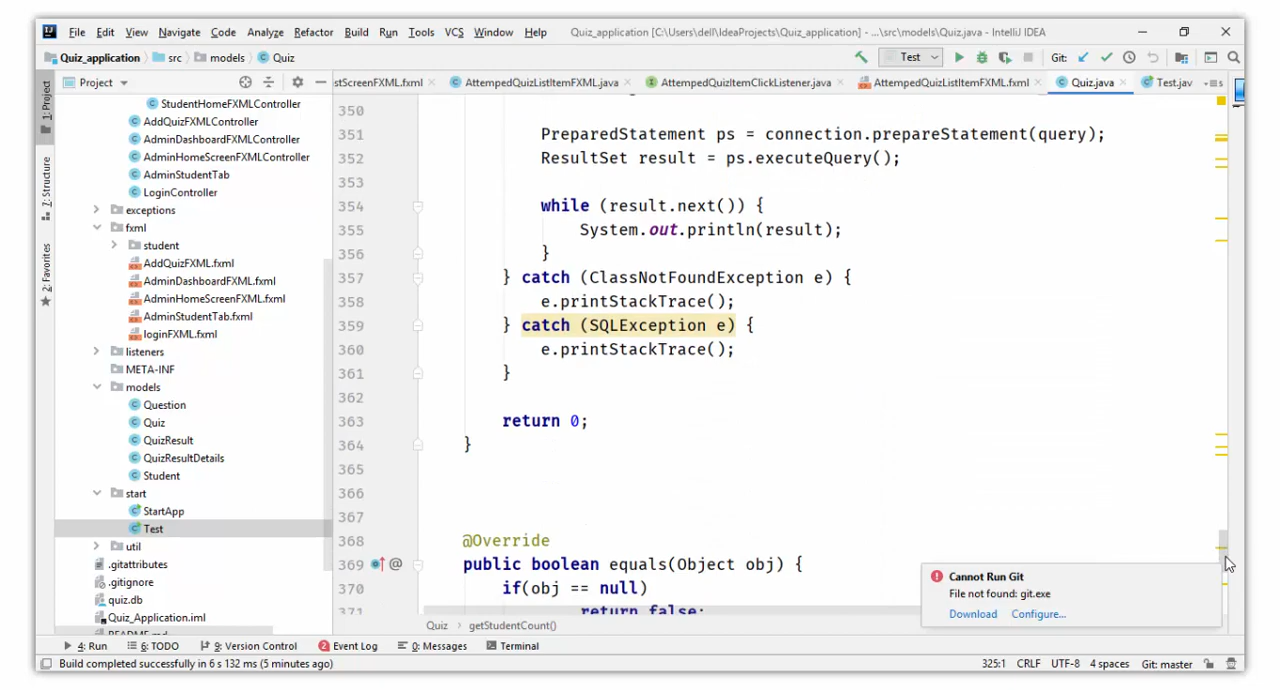 File Edit View Navigate Code Analyze Refactor Build Run Tools VCS Window Help Quiz_application [C:\Users\dell\IdeaProjects\Quiz_application] - ...\src\models\Quiz.java - IntelliJ IDEA
Quiz_application src models Quiz Test Git:
Project stScreenFXML.fxml AttempedQuizListItemFXML.java AttempedQuizItemClickListener.java AttempedQuizListItemFXML.fxml Quiz.java Test.jav
1: Project
7: Structure
2: Favorites
StudentHomeFXMLController
AddQuizFXMLController
AdminDashboardFXMLController
AdminHomeScreenFXMLController
AdminStudentTab
LoginController
exceptions
fxml
student
AddQuizFXML.fxml
AdminDashboardFXML.fxml
AdminHomeScreenFXML.fxml
AdminStudentTab.fxml
loginFXML.fxml
listeners
META-INF
models
Question
Quiz
QuizResult
QuizResultDetails
Student
start
StartApp
Test
util
.gitattributes
.gitignore
quiz.db
Quiz_Application.iml
README.md
350
351 PreparedStatement ps = connection.prepareStatement(query);
352 ResultSet result = ps.executeQuery();
353
354 while (result.next()) {
355 System.out.println(result);
356 }
357 } catch (ClassNotFoundException e) {
358 e.printStackTrace();
359 } catch (SQLException e) {
360 e.printStackTrace();
361 }
362
363 return 0;
364 }
365
366
367
368 @Override
369 @ public boolean equals(Object obj) {
370 if(obj == null)
371 return false;
Cannot Run Git
File not found: git.exe
Download Configure...
Quiz › getStudentCount()
4: Run 6: TODO 9: Version Control 2 Event Log 0: Messages Terminal
Build completed successfully in 6 s 132 ms (5 minutes ago) 325:1 CRLF UTF-8 4 spaces Git: master